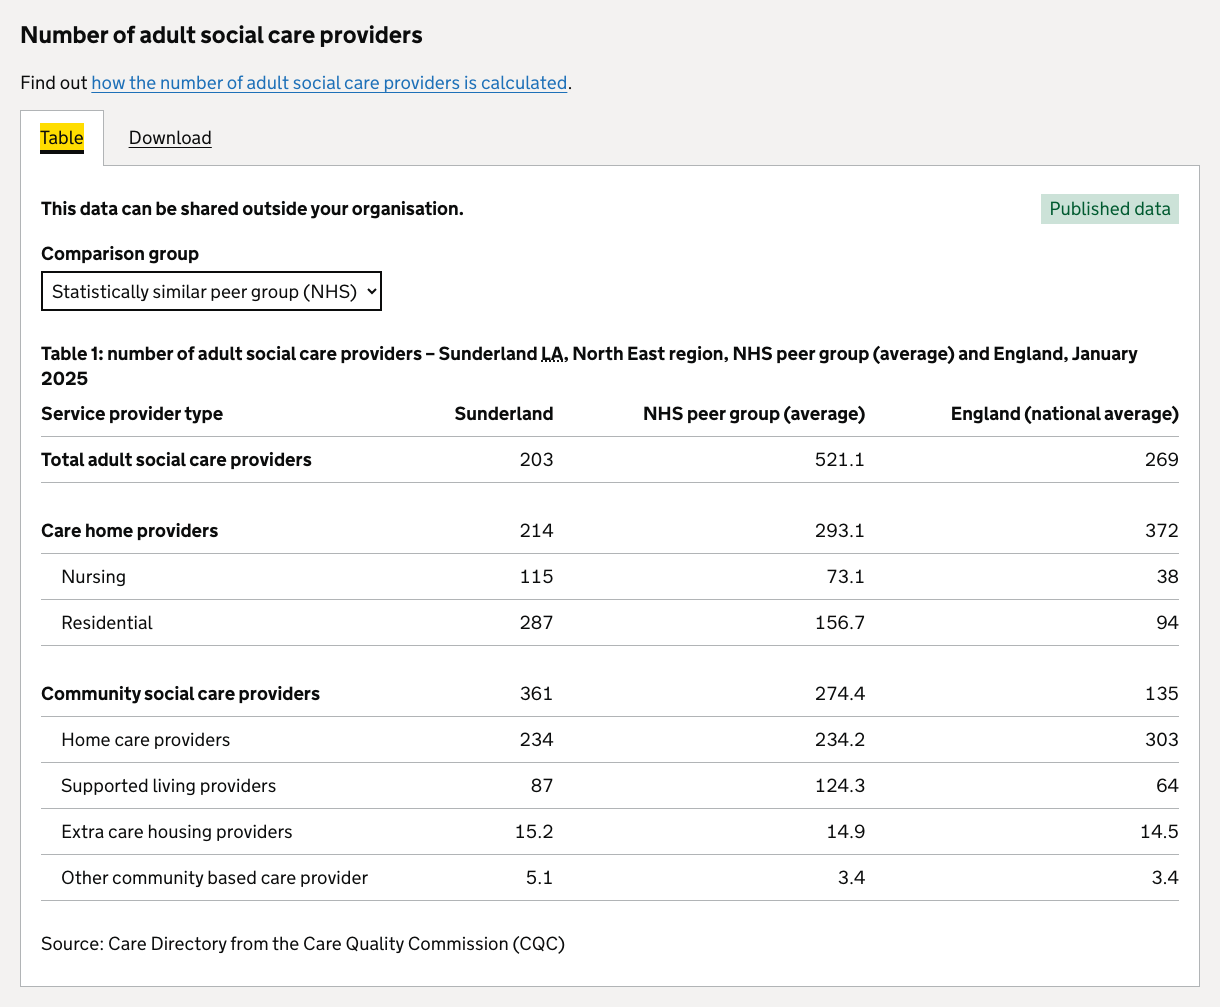 Number of adult social care providers
Find out how the number of adult social care providers is calculated.
Table Download
This data can be shared outside your organisation. Published data
Comparison group
Statistically similar peer group (NHS)
Table 1: number of adult social care providers – Sunderland LA, North East region, NHS peer group (average) and England, January
2025
Service provider type Sunderland NHS peer group (average) England (national average)
Total adult social care providers 203 521.1 269
Care home providers 214 293.1 372
Nursing 115 73.1 38
Residential 287 156.7 94
Community social care providers 361 274.4 135
Home care providers 234 234.2 303
Supported living providers 87 124.3 64
Extra care housing providers 15.2 14.9 14.5
Other community based care provider 5.1 3.4 3.4
Source: Care Directory from the Care Quality Commission (CQC)